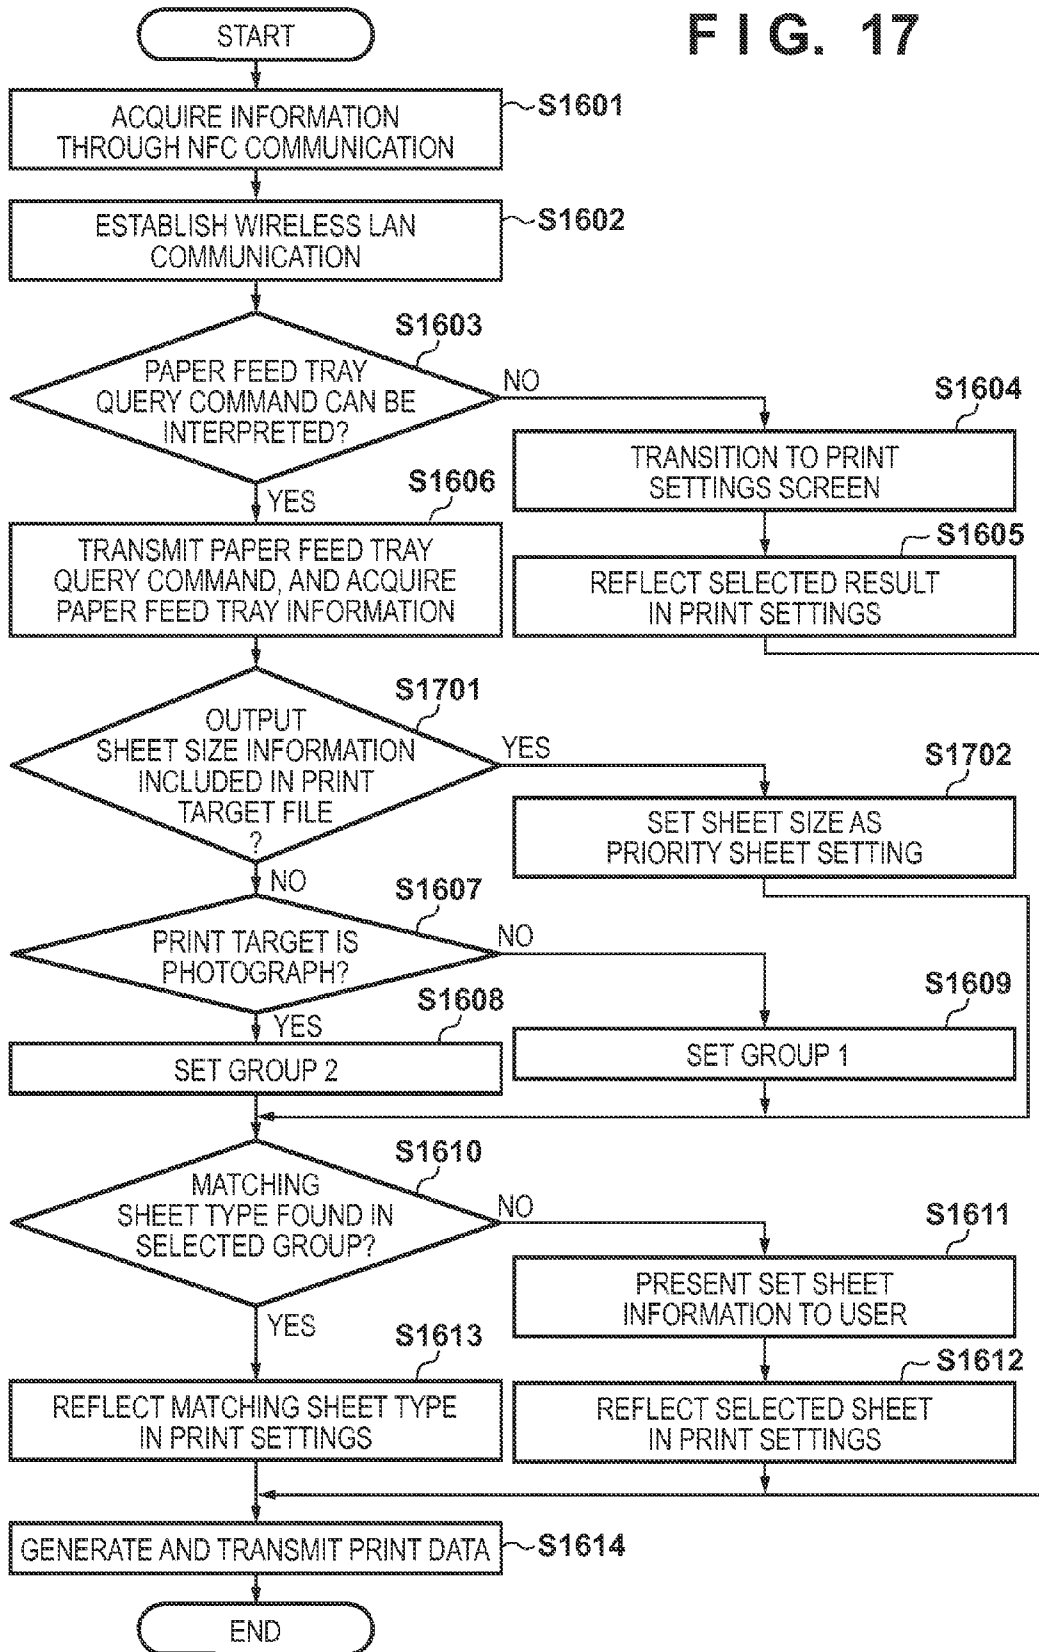 F I G. 17
START
S1601
ACQUIRE INFORMATION
THROUGH NFC COMMUNICATION
S1602
ESTABLISH WIRELESS LAN
COMMUNICATION
S1603
PAPER FEED TRAY
QUERY COMMAND CAN BE
INTERPRETED?
NO
YES
S1604
TRANSITION TO PRINT
SETTINGS SCREEN
S1605
REFLECT SELECTED RESULT
IN PRINT SETTINGS
S1606
TRANSMIT PAPER FEED TRAY
QUERY COMMAND, AND ACQUIRE
PAPER FEED TRAY INFORMATION
S1701
OUTPUT
SHEET SIZE INFORMATION
INCLUDED IN PRINT
TARGET FILE
?
YES
NO
S1702
SET SHEET SIZE AS
PRIORITY SHEET SETTING
S1607
PRINT TARGET IS
PHOTOGRAPH?
NO
YES
S1608
SET GROUP 2
S1609
SET GROUP 1
S1610
MATCHING
SHEET TYPE FOUND IN
SELECTED GROUP?
NO
YES
S1611
PRESENT SET SHEET
INFORMATION TO USER
S1612
REFLECT SELECTED SHEET
IN PRINT SETTINGS
S1613
REFLECT MATCHING SHEET TYPE
IN PRINT SETTINGS
GENERATE AND TRANSMIT PRINT DATA
S1614
END